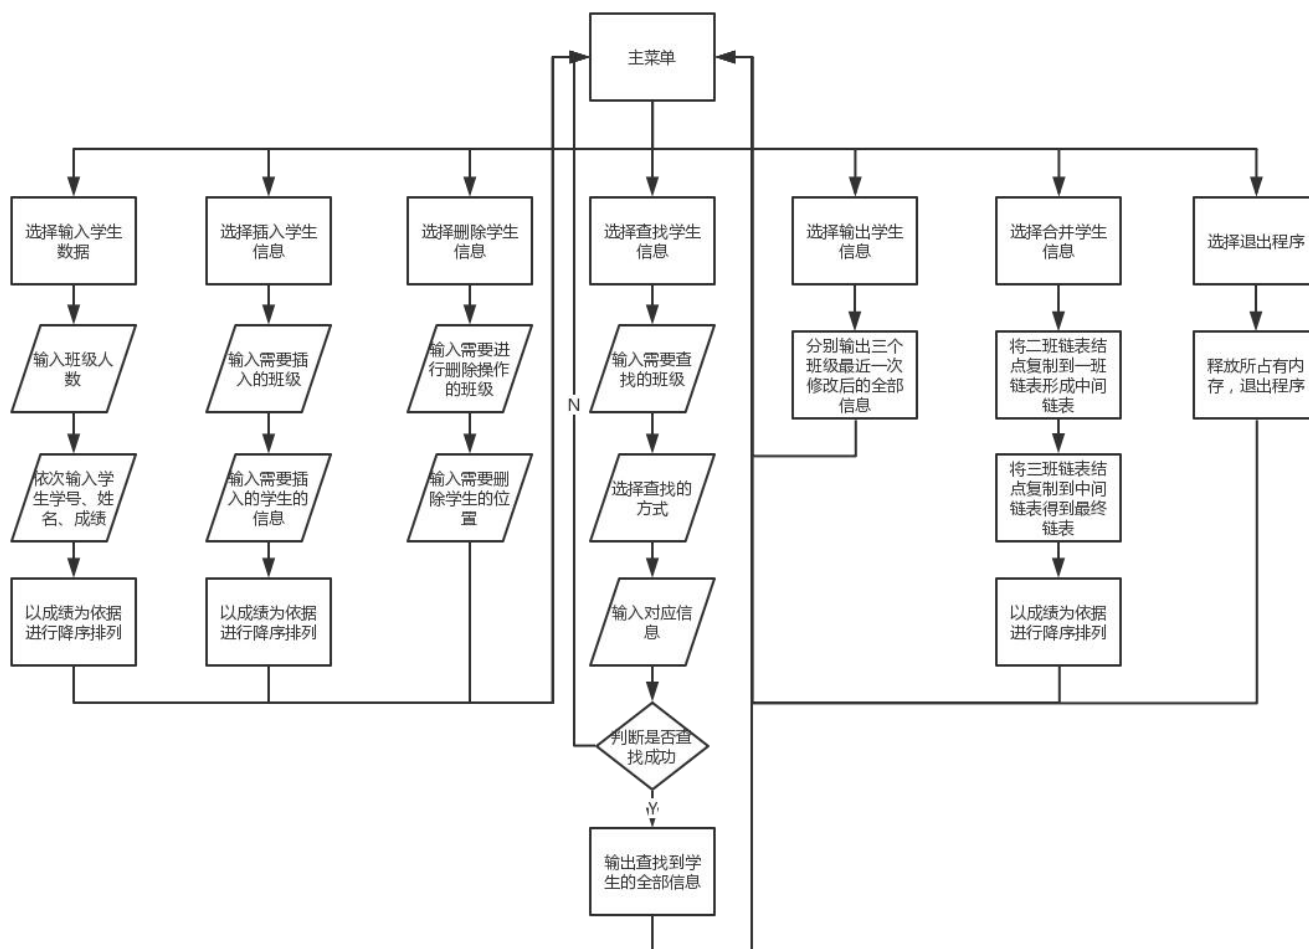 主菜单
选择输入学生
数据
选择插入学生
信息
选择删除学生
信息
选择查找学生
信息
选择输出学生
信息
选择合并学生
信息
选择退出程序
输入班级人
数
输入需要插
入的班级
输入需要进
行删除操作
的班级
输入需要查
找的班级
分别输出三个
班级最近一次
修改后的全部
信息
将二班链表结
点复制到一班
链表形成中间
链表
释放所占有内
存，退出程序
N
依次输入学
生学号、姓
名、成绩
输入需要插
入的学生的
信息
输入需要删
除学生的位
置
选择查找的
方式
将三班链表结
点复制到中间
链表得到最终
链表
以成绩为依据
进行降序排列
以成绩为依据
进行降序排列
输入对应信
息
以成绩为依据
进行降序排列
判断是否查
找成功
Y
输出查找到学
生的全部信息